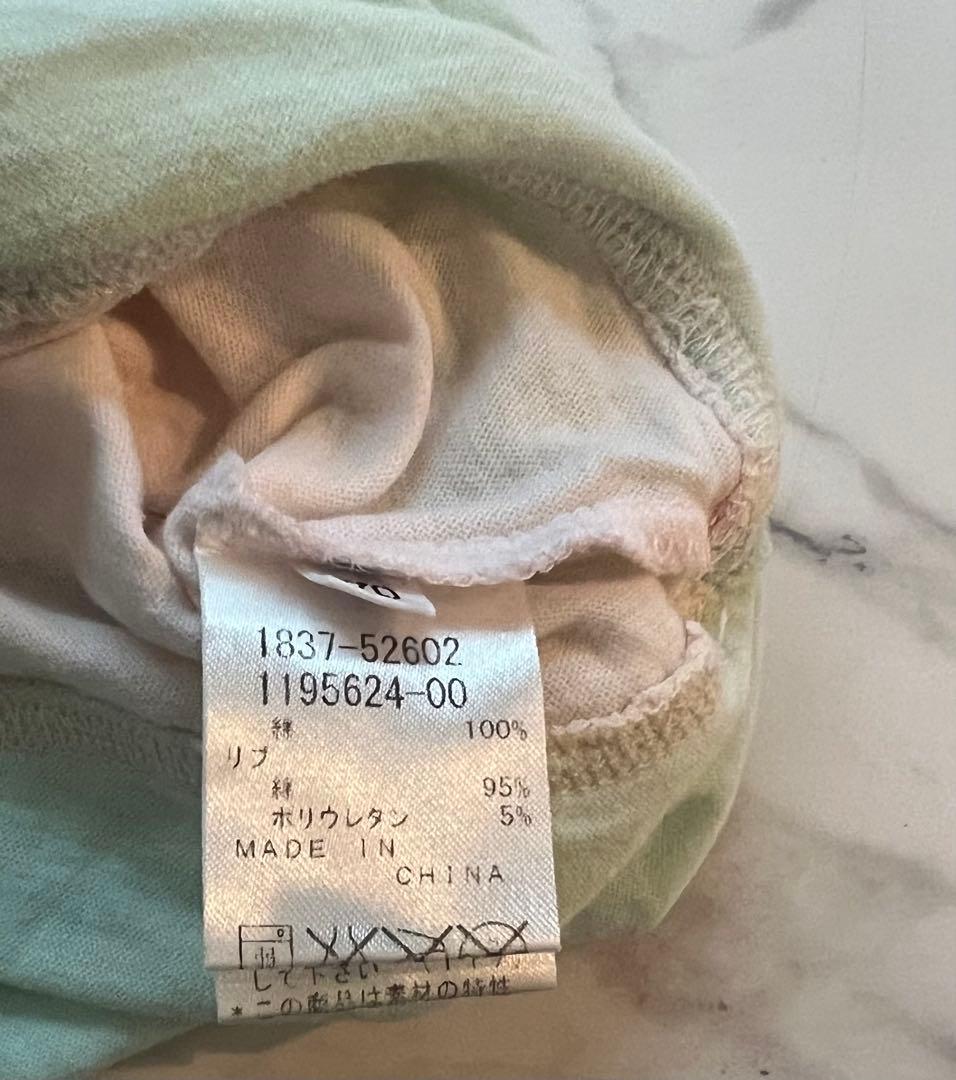 1837-52602
1195624-00
綿 100%
リブ
綿 95%
ポリウレタン 5%
MADE IN
CHINA
して下さい
*この商品は素材の特性